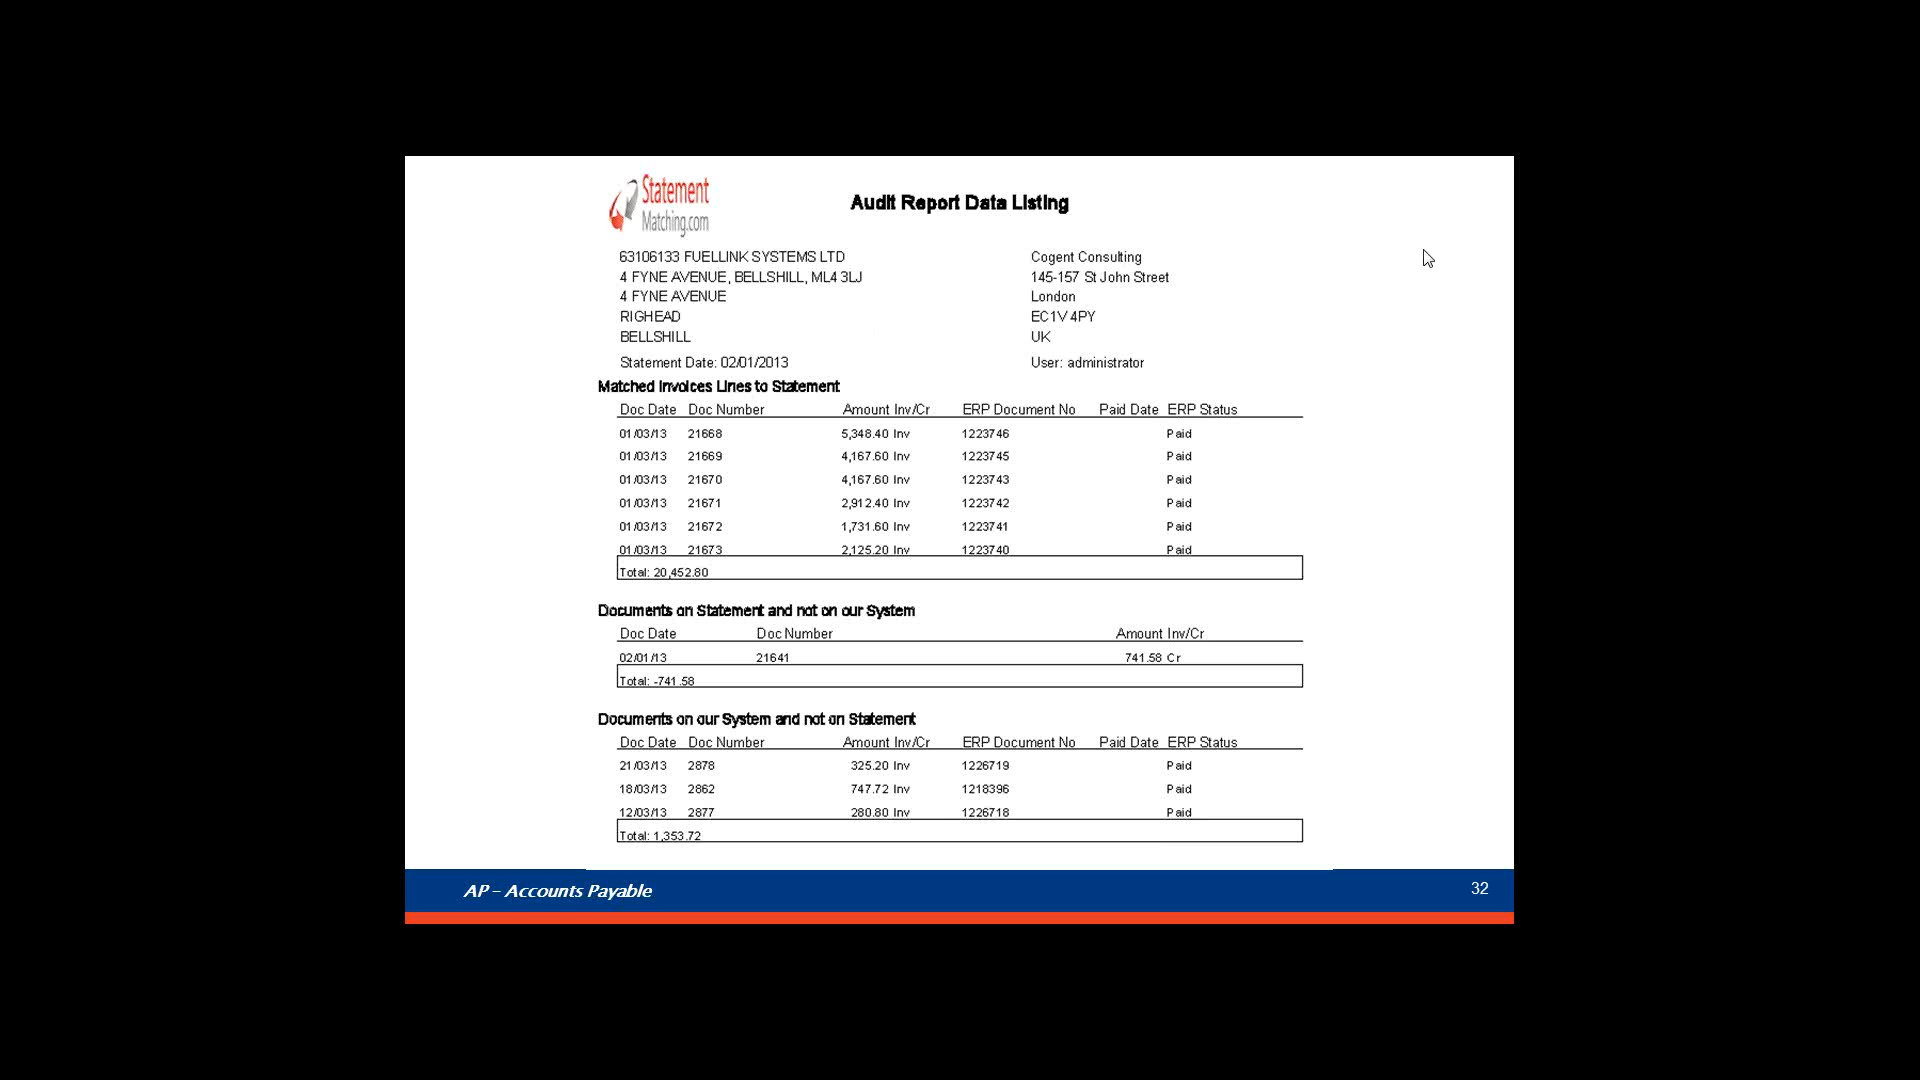 Statement
Matching.com
Audit Report Data Listing
63106133 FUELLINK SYSTEMS LTD
4 FYNE AVENUE, BELLSHILL, ML4 3LJ
4 FYNE AVENUE
RIGHEAD
BELLSHILL
Statement Date: 02/01/2013
Cogent Consulting
145-157 St John Street
London
EC1V 4PY
UK
User: administrator
Matched Invoices Lines to Statement
Doc Date Doc Number Amount Inv/Cr ERP Document No Paid Date ERP Status
01/03/13 21668 5,348.40 Inv 1223746 Paid
01/03/13 21669 4,167.60 Inv 1223745 Paid
01/03/13 21670 4,167.60 Inv 1223743 Paid
01/03/13 21671 2,912.40 Inv 1223742 Paid
01/03/13 21672 1,731.60 Inv 1223741 Paid
01/03/13 21673 2,125.20 Inv 1223740 Paid
Total: 20,452.80
Documents on Statement and not on our System
Doc Date Doc Number Amount Inv/Cr
02/01/13 21641 741.58 Cr
Total: -741.58
Documents on our System and not on Statement
Doc Date Doc Number Amount Inv/Cr ERP Document No Paid Date ERP Status
21/03/13 2878 325.20 Inv 1226719 Paid
18/03/13 2862 747.72 Inv 1218396 Paid
12/03/13 2877 280.80 Inv 1226718 Paid
Total: 1,353.72
AP – Accounts Payable
32